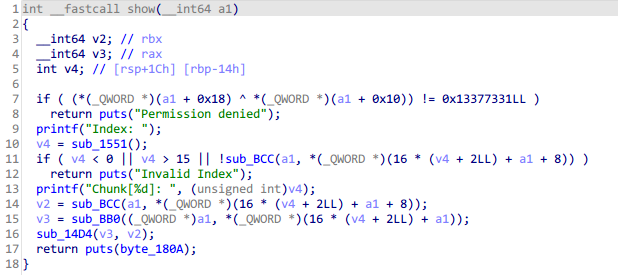 1 int __fastcall show(__int64 a1)
2 {
3   __int64 v2; // rbx
4   __int64 v3; // rax
5   int v4; // [rsp+1Ch] [rbp-14h]
6
7   if ( (*(_QWORD *)(a1 + 0x18) ^ *(_QWORD *)(a1 + 0x10)) != 0x13377331LL )
8     return puts("Permission denied");
9   printf("Index: ");
10   v4 = sub_1551();
11   if ( v4 < 0 || v4 > 15 || !sub_BCC(a1, *(_QWORD *)(16 * (v4 + 2LL) + a1 + 8)) )
12     return puts("Invalid Index");
13   printf("Chunk[%d]: ", (unsigned int)v4);
14   v2 = sub_BCC(a1, *(_QWORD *)(16 * (v4 + 2LL) + a1 + 8));
15   v3 = sub_BB0((_QWORD *)a1, *(_QWORD *)(16 * (v4 + 2LL) + a1));
16   sub_14D4(v3, v2);
17   return puts(byte_180A);
18 }